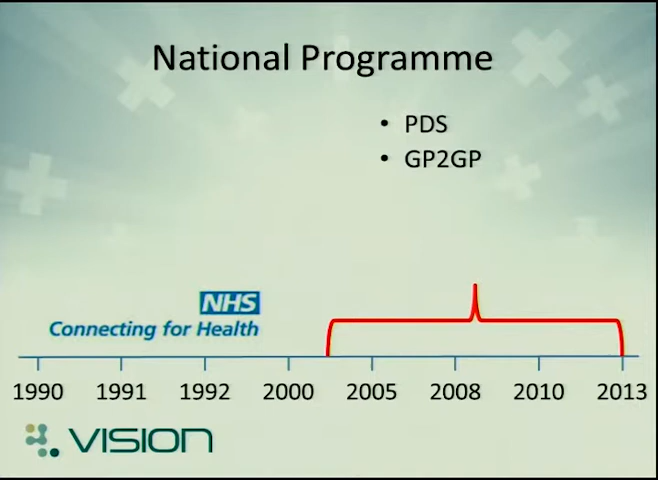 National Programme
• PDS
• GP2GP
NHS
Connecting for Health
1990 1991 1992 2000 2005 2008 2010 2013
VISION